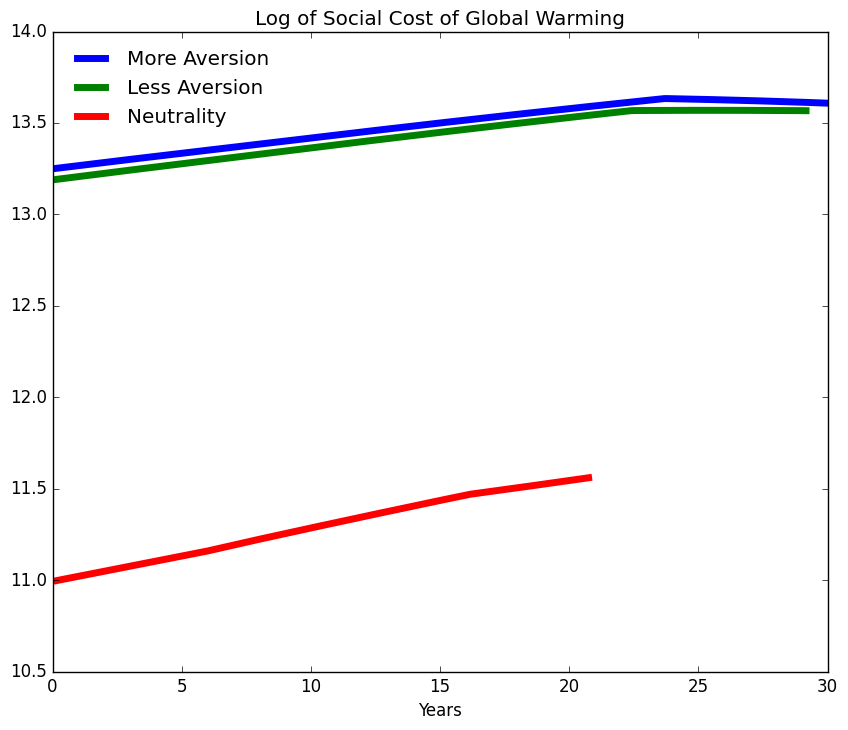 Log of Social Cost of Global Warming
14.0
13.5
13.0
12.5
12.0
11.5
11.0
10.5
More Aversion
Less Aversion
Neutrality
0 5 10 15 20 25 30
Years